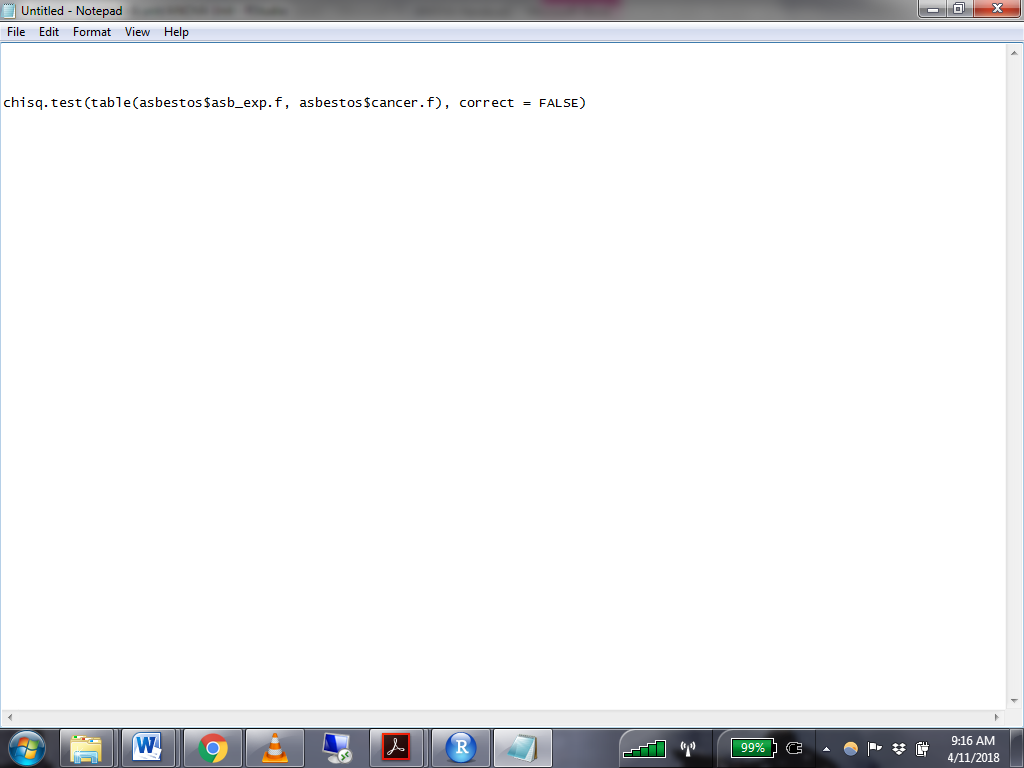 Untitled - Notepad
File Edit Format View Help
chisq.test(table(asbestos$asb_exp.f, asbestos$cancer.f), correct = FALSE)
99%
9:16 AM
4/11/2018